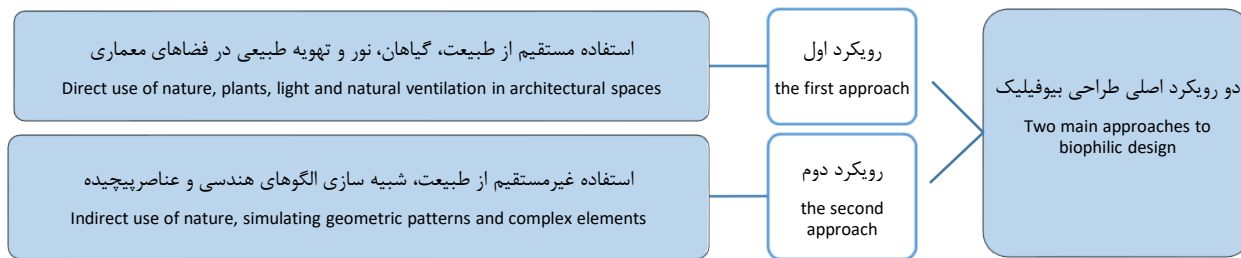 دو رویکرد اصلی طراحی بیوفیلیک
Two main approaches to
biophilic design
رویکرد اول
the first approach
استفاده مستقیم از طبیعت، گیاهان، نور و تهویه طبیعی در فضاهای معماری
Direct use of nature, plants, light and natural ventilation in architectural spaces
رویکرد دوم
the second
approach
استفاده غیرمستقیم از طبیعت، شبیه سازی الگوهای هندسی و عناصرپیچیده
Indirect use of nature, simulating geometric patterns and complex elements